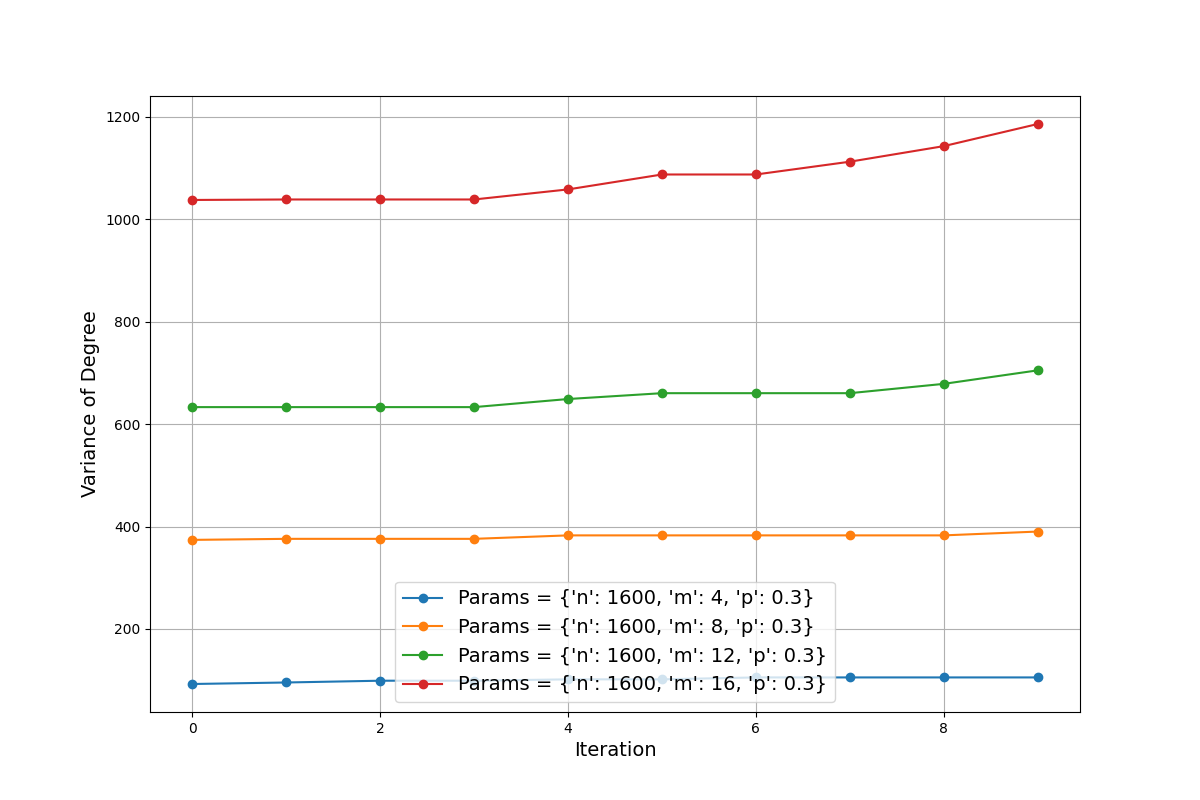 1200
1000
800
600
400
200
Variance of Degree
Params = {'n': 1600, 'm': 4, 'p': 0.3}
Params = {'n': 1600, 'm': 8, 'p': 0.3}
Params = {'n': 1600, 'm': 12, 'p': 0.3}
Params = {'n': 1600, 'm': 16, 'p': 0.3}
0 2 4 6 8
Iteration